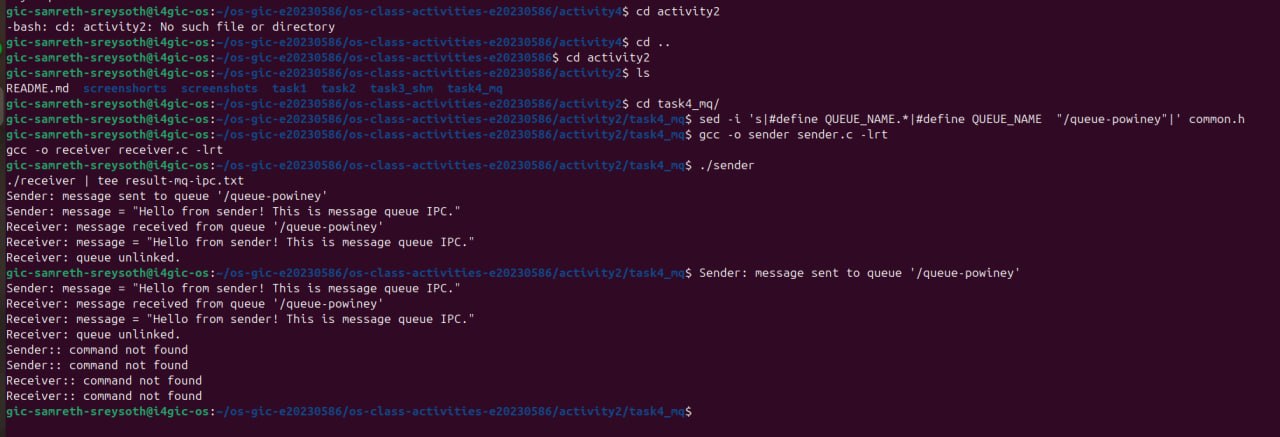 gic-samreth-sreysoth@i4gic-os:~/os-gic-e20230586/os-class-activities-e20230586/activity4$ cd activity2
-bash: cd: activity2: No such file or directory
gic-samreth-sreysoth@i4gic-os:~/os-gic-e20230586/os-class-activities-e20230586/activity4$ cd ..
gic-samreth-sreysoth@i4gic-os:~/os-gic-e20230586/os-class-activities-e20230586$ cd activity2
gic-samreth-sreysoth@i4gic-os:~/os-gic-e20230586/os-class-activities-e20230586/activity2$ ls
README.md  screenshorts  screenshots  task1  task2  task3_shm  task4_mq
gic-samreth-sreysoth@i4gic-os:~/os-gic-e20230586/os-class-activities-e20230586/activity2$ cd task4_mq/
gic-samreth-sreysoth@i4gic-os:~/os-gic-e20230586/os-class-activities-e20230586/activity2/task4_mq$ sed -i 's|#define QUEUE_NAME.*|#define QUEUE_NAME  "/queue-powiney"|' common.h
gic-samreth-sreysoth@i4gic-os:~/os-gic-e20230586/os-class-activities-e20230586/activity2/task4_mq$ gcc -o sender sender.c -lrt
gcc -o receiver receiver.c -lrt
gic-samreth-sreysoth@i4gic-os:~/os-gic-e20230586/os-class-activities-e20230586/activity2/task4_mq$ ./sender
./receiver | tee result-mq-ipc.txt
Sender: message sent to queue '/queue-powiney'
Sender: message = "Hello from sender! This is message queue IPC."
Receiver: message received from queue '/queue-powiney'
Receiver: message = "Hello from sender! This is message queue IPC."
Receiver: queue unlinked.
gic-samreth-sreysoth@i4gic-os:~/os-gic-e20230586/os-class-activities-e20230586/activity2/task4_mq$ Sender: message sent to queue '/queue-powiney'
Sender: message = "Hello from sender! This is message queue IPC."
Receiver: message received from queue '/queue-powiney'
Receiver: message = "Hello from sender! This is message queue IPC."
Receiver: queue unlinked.
Sender:: command not found
Sender:: command not found
Receiver:: command not found
Receiver:: command not found
gic-samreth-sreysoth@i4gic-os:~/os-gic-e20230586/os-class-activities-e20230586/activity2/task4_mq$